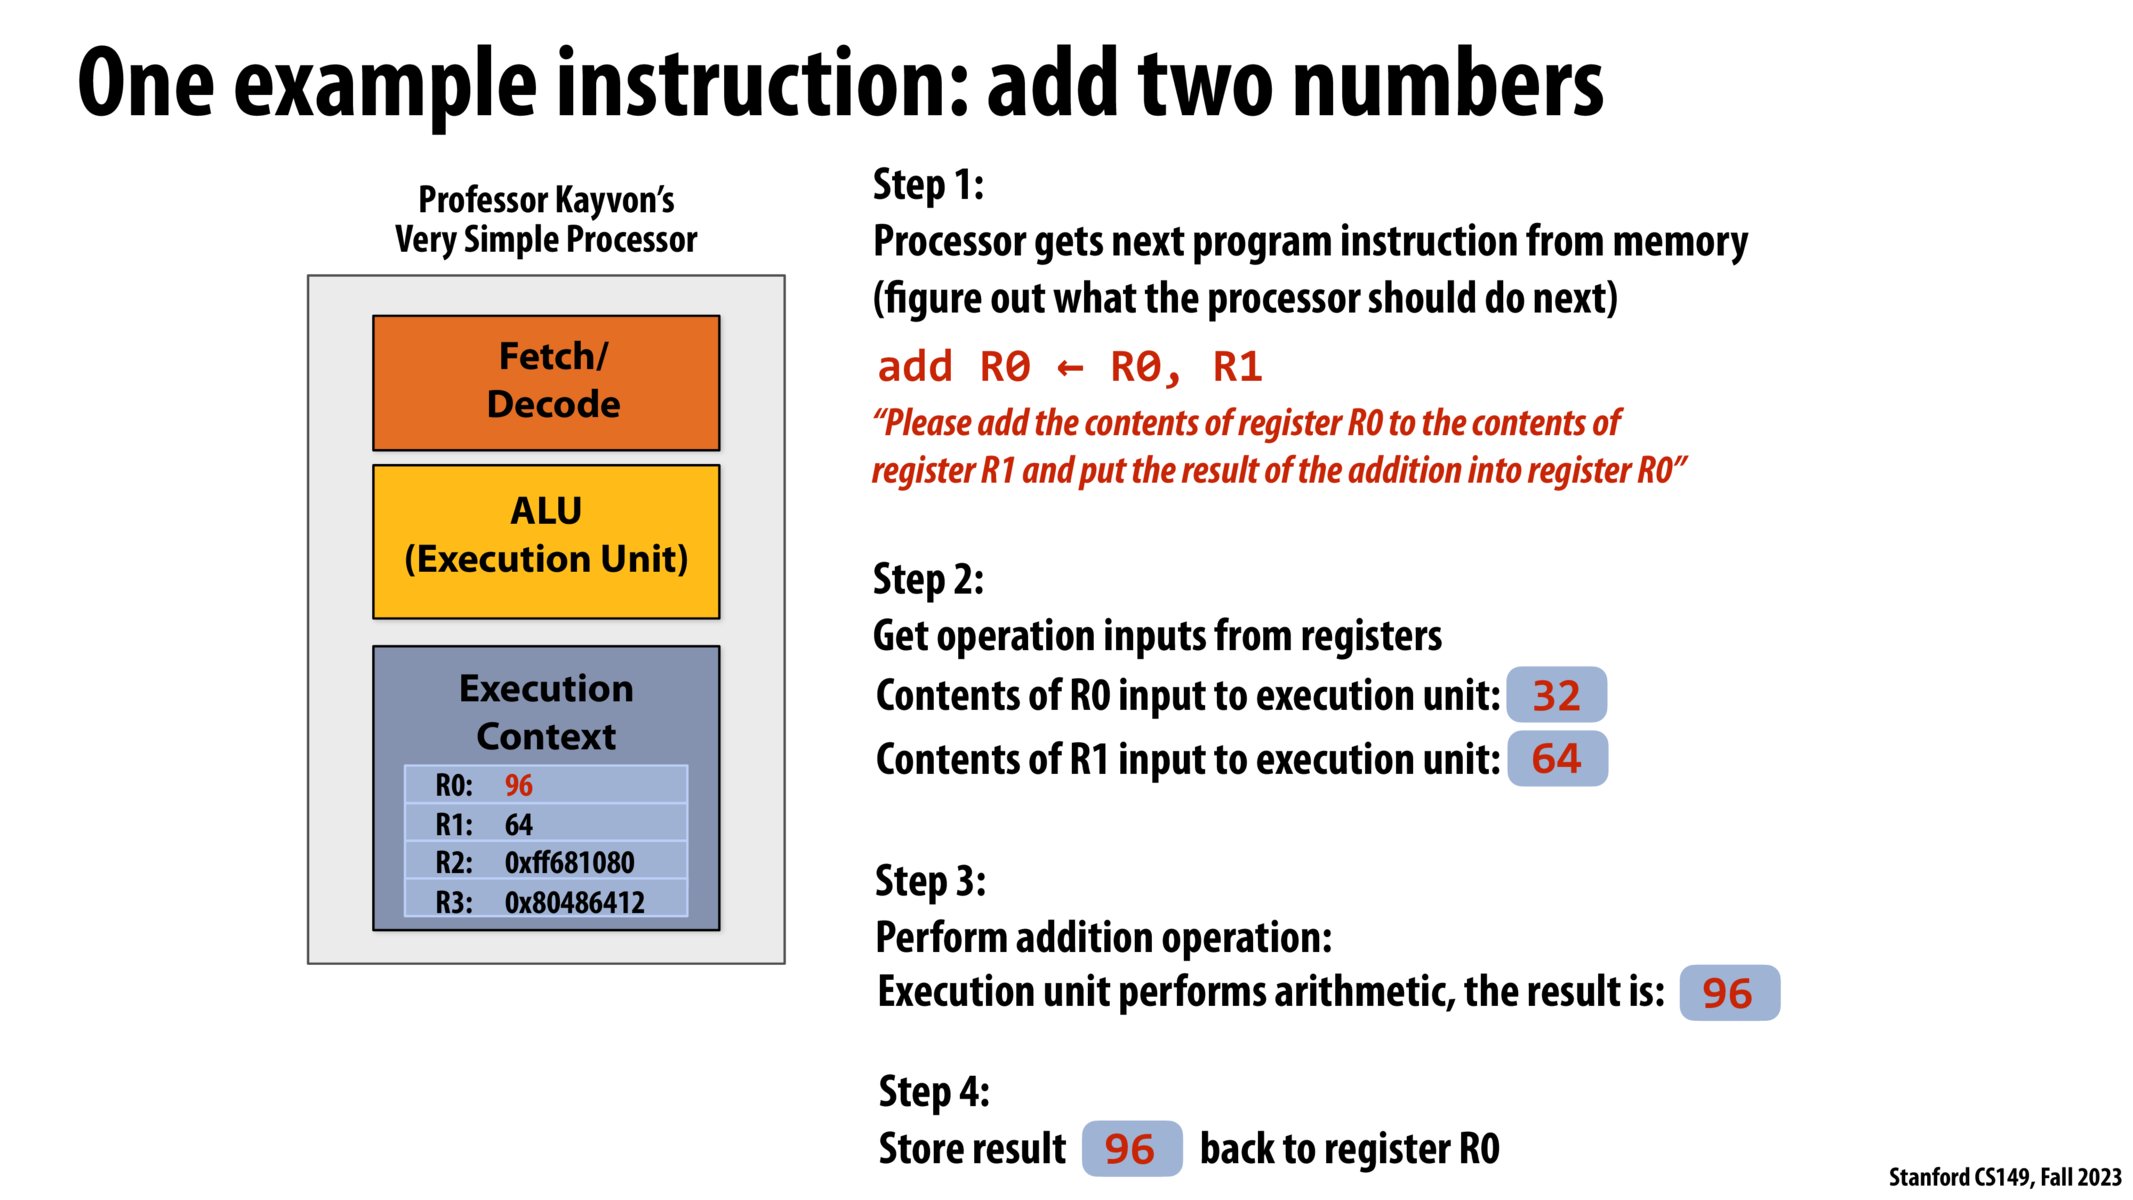 One example instruction: add two numbers
Professor Kayvon’s
Very Simple Processor
Fetch/
Decode
ALU
(Execution Unit)
Execution
Context
R0: 96
R1: 64
R2: 0xff681080
R3: 0x80486412
Step 1:
Processor gets next program instruction from memory
(figure out what the processor should do next)
add R0 ← R0, R1
“Please add the contents of register R0 to the contents of
register R1 and put the result of the addition into register R0”
Step 2:
Get operation inputs from registers
Contents of R0 input to execution unit: 32
Contents of R1 input to execution unit: 64
Step 3:
Perform addition operation:
Execution unit performs arithmetic, the result is: 96
Step 4:
Store result 96 back to register R0
Stanford CS149, Fall 2023